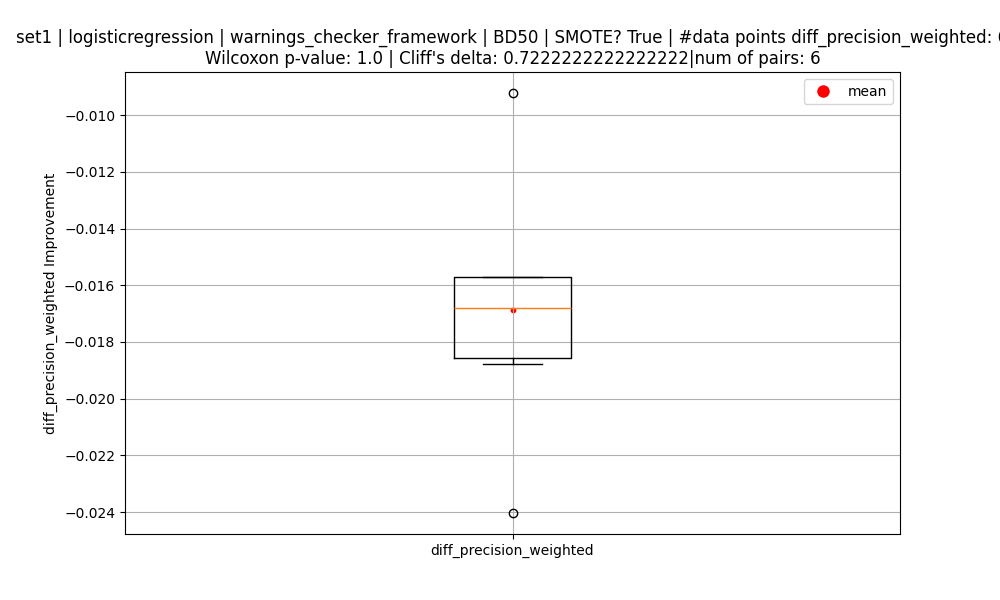 set1 | logisticregression | warnings_checker_framework | BD50 | SMOTE? True | #data points diff_precision_weighted:
Wilcoxon p-value: 1.0 | Cliff's delta: 0.7222222222222222|num of pairs: 6
mean
−0.010
−0.012
−0.014
−0.016
−0.018
−0.020
−0.022
−0.024
diff_precision_weighted Improvement
diff_precision_weighted